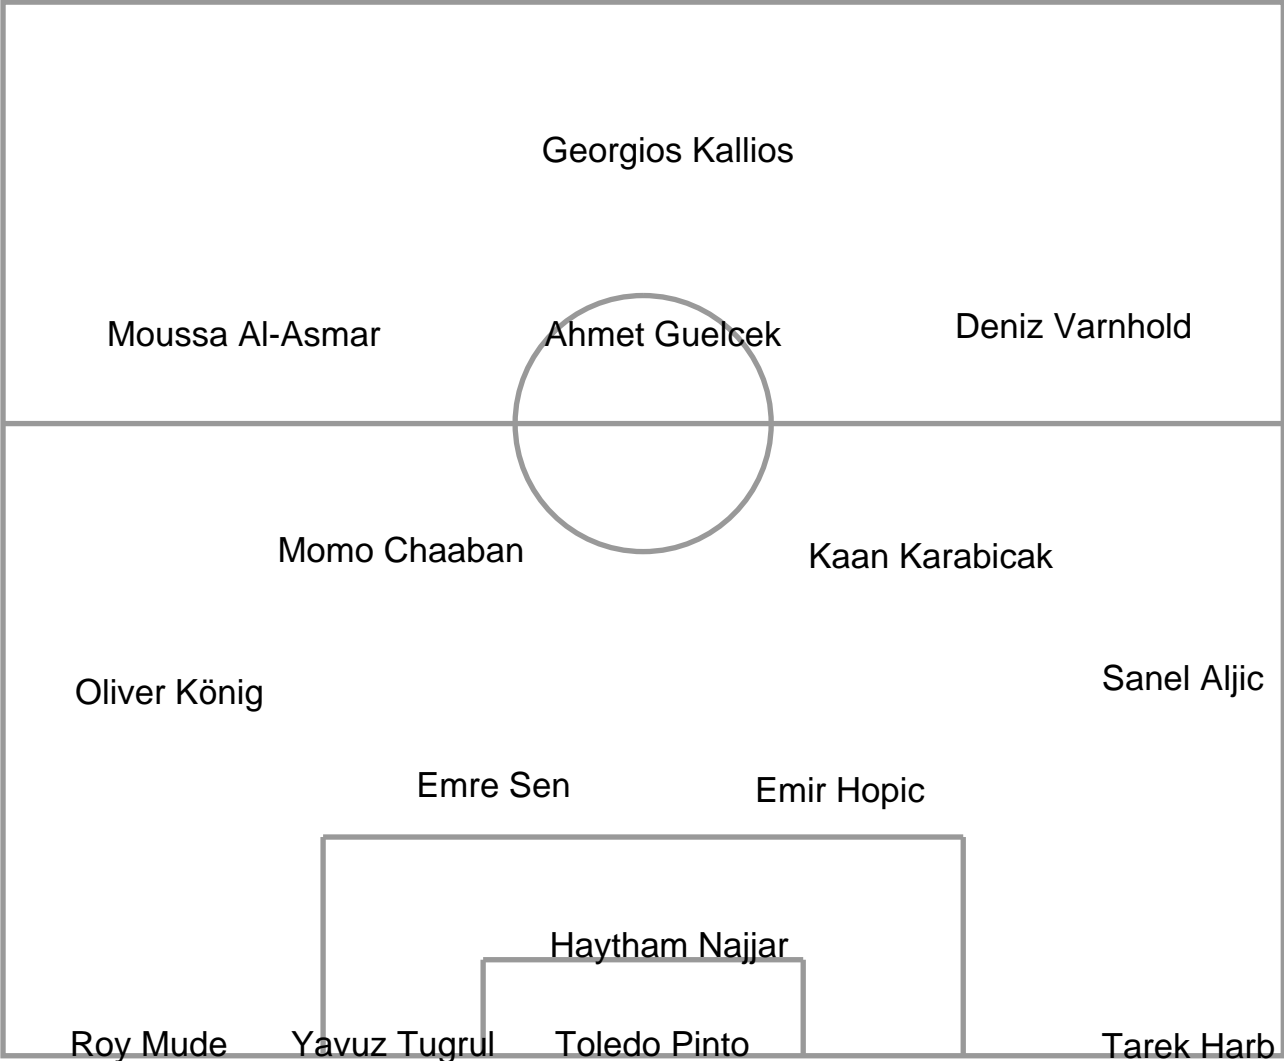 Georgios Kallios
Moussa Al-Asmar
Ahmet Guelcek
Deniz Varnhold
Momo Chaaban
Kaan Karabicak
Oliver König
Sanel Aljic
Emre Sen
Emir Hopic
Haytham Najjar
Roy Mude
Yavuz Tugrul
Toledo Pinto
Tarek Harb